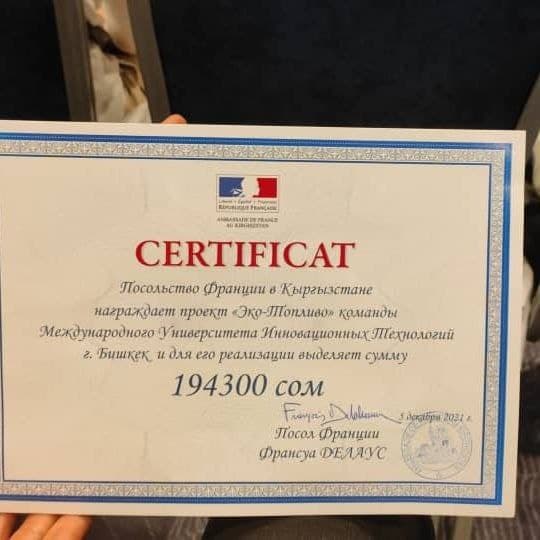 Liberté • Égalité • Fraternité
RÉPUBLIQUE FRANÇAISE
AMBASSADE DE FRANCE
AU KIRGHIZSTAN
CERTIFICAT
Посольство Франции в Кыргызстане
награждает проект «Эко-Топливо» команды
Международного Университета Инновационных Технологий
г. Бишкек и для его реализации выделяет сумму
194300 сом
5 декабря 2021 г.
Посол Франции
Франсуа ДЕЛАУС